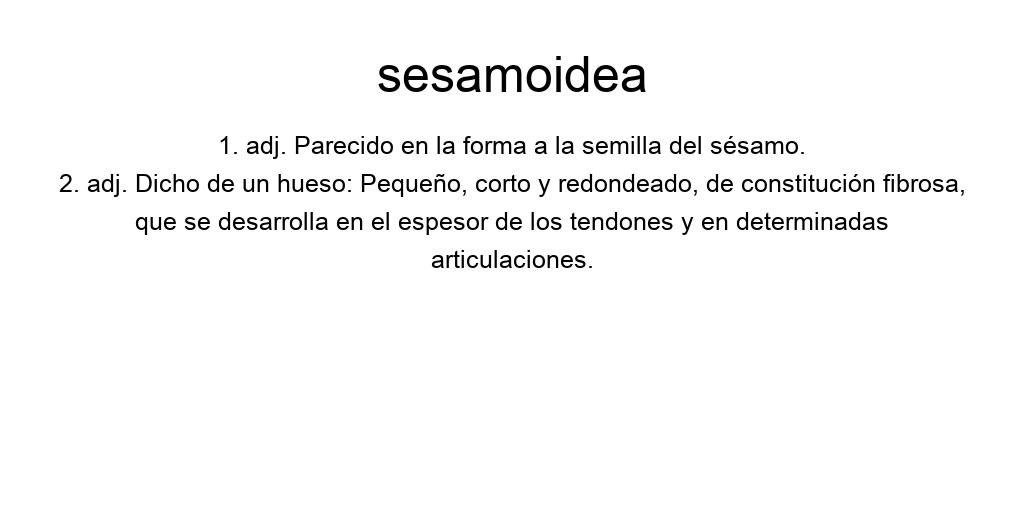 sesamoidea
1. adj. Parecido en la forma a la semilla del sésamo.
2. adj. Dicho de un hueso: Pequeño, corto y redondeado, de constitución fibrosa,
que se desarrolla en el espesor de los tendones y en determinadas
articulaciones.